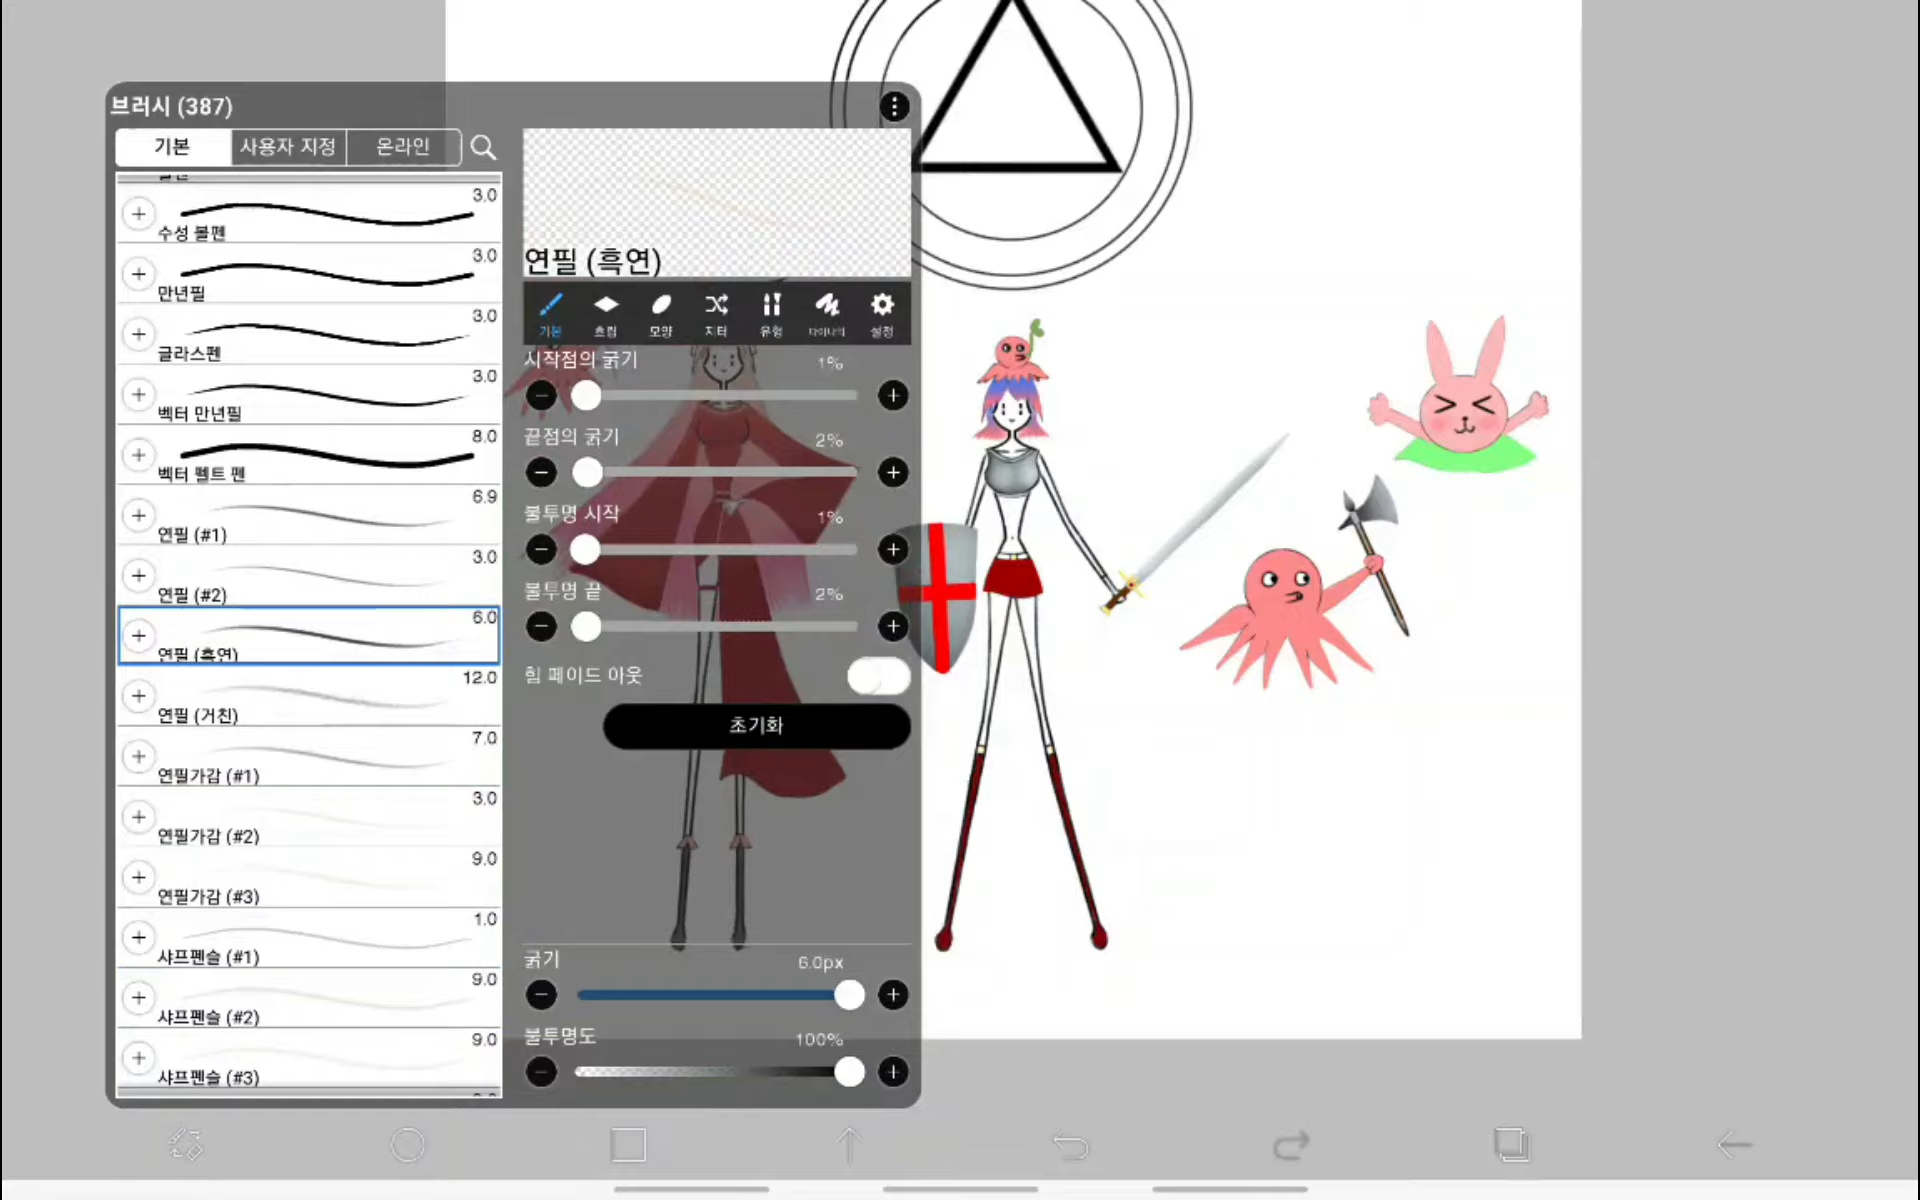 브러시 (387)
기본
사용자 지정
온라인
3.0
수성 볼펜
3.0
만년필
3.0
글라스펜
3.0
벡터 만년필
8.0
벡터 펠트 펜
6.9
연필 (#1)
3.0
연필 (#2)
6.0
연필 (흑연)
12.0
연필 (거친)
7.0
연필가감 (#1)
3.0
연필가감 (#2)
9.0
연필가감 (#3)
1.0
샤프펜슬 (#1)
9.0
샤프펜슬 (#2)
9.0
샤프펜슬 (#3)
연필 (흑연)
기본
흐림
모양
지터
유형
설정
시작점의 굵기 1%
끝점의 굵기 2%
불투명 시작 1%
불투명 끝 2%
힘 페이드 아웃
초기화
굵기 6.0px
불투명도 100%